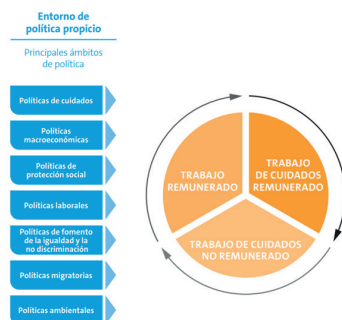 Entorno de
política propicio
Principales ámbitos
de política
Políticas de cuidados
Políticas
macroeconómicas
Políticas de
protección social
Políticas laborales
Políticas de fomento
de la igualdad y la
no discriminación
Políticas migratorias
Políticas ambientales
TRABAJO
REMUNERADO
TRABAJO
DE CUIDADOS
REMUNERADO
TRABAJO DE CUIDADOS
NO REMUNERADO